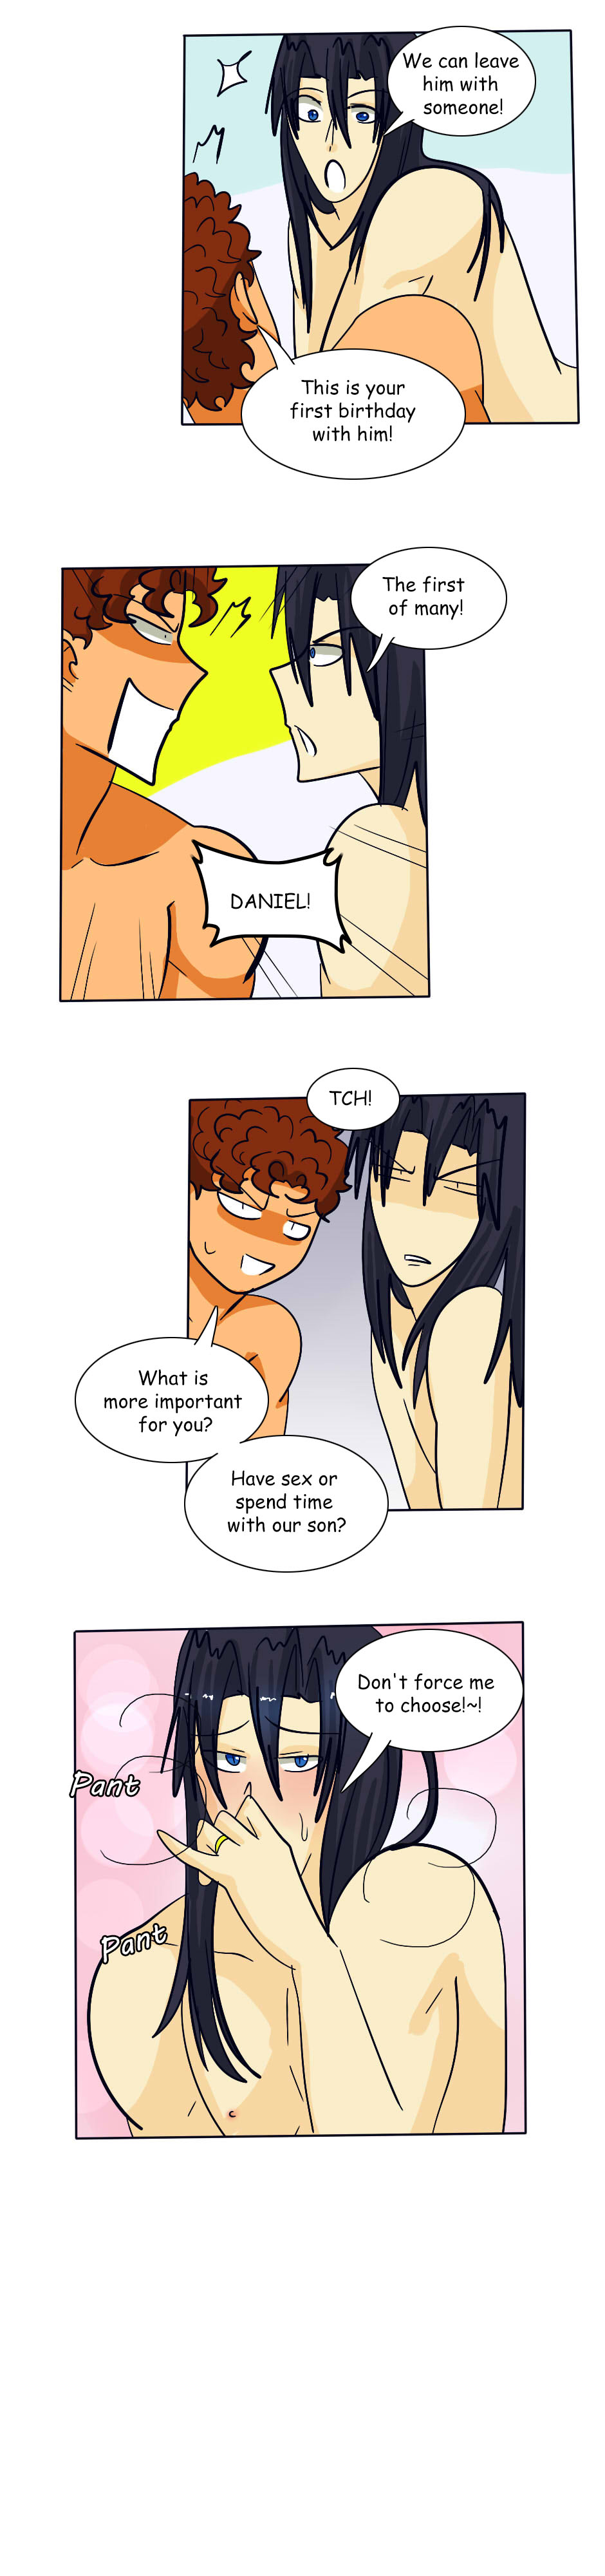 We can leave
him with
someone!
This is your
first birthday
with him!
The first
of many!
DANIEL!
TCH!
What is
more important
for you?
Have sex or
spend time
with our son?
Don't force me
to choose!~!
Pant
Pant